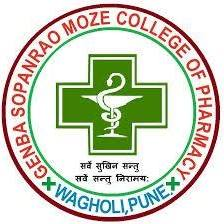 GENBA SOPANRAO MOZE COLLEGE OF PHARMACY
सर्वे सुखिन सन्तु
सर्वे सन्तु निरामयः
WAGHOLI,PUNE.